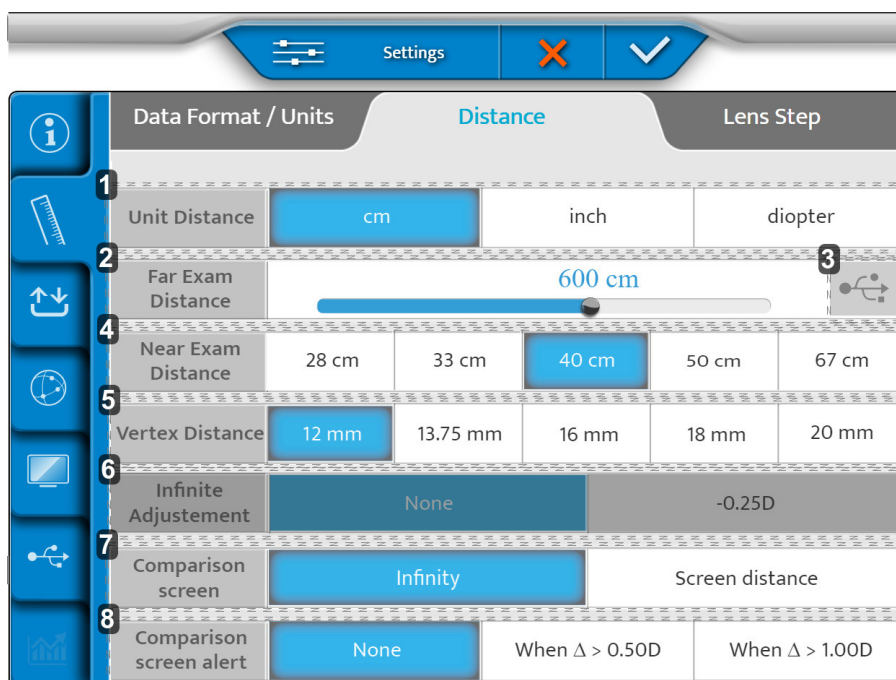 Settings
Data Format / Units Distance Lens Step
1
Unit Distance cm inch diopter
2
3
Far Exam
Distance
600 cm
4
Near Exam
Distance
28 cm 33 cm 40 cm 50 cm 67 cm
5
Vertex Distance 12 mm 13.75 mm 16 mm 18 mm 20 mm
6
Infinite
Adjustement
None -0.25D
7
Comparison
screen
Infinity Screen distance
8
Comparison
screen alert
None When Δ > 0.50D When Δ > 1.00D